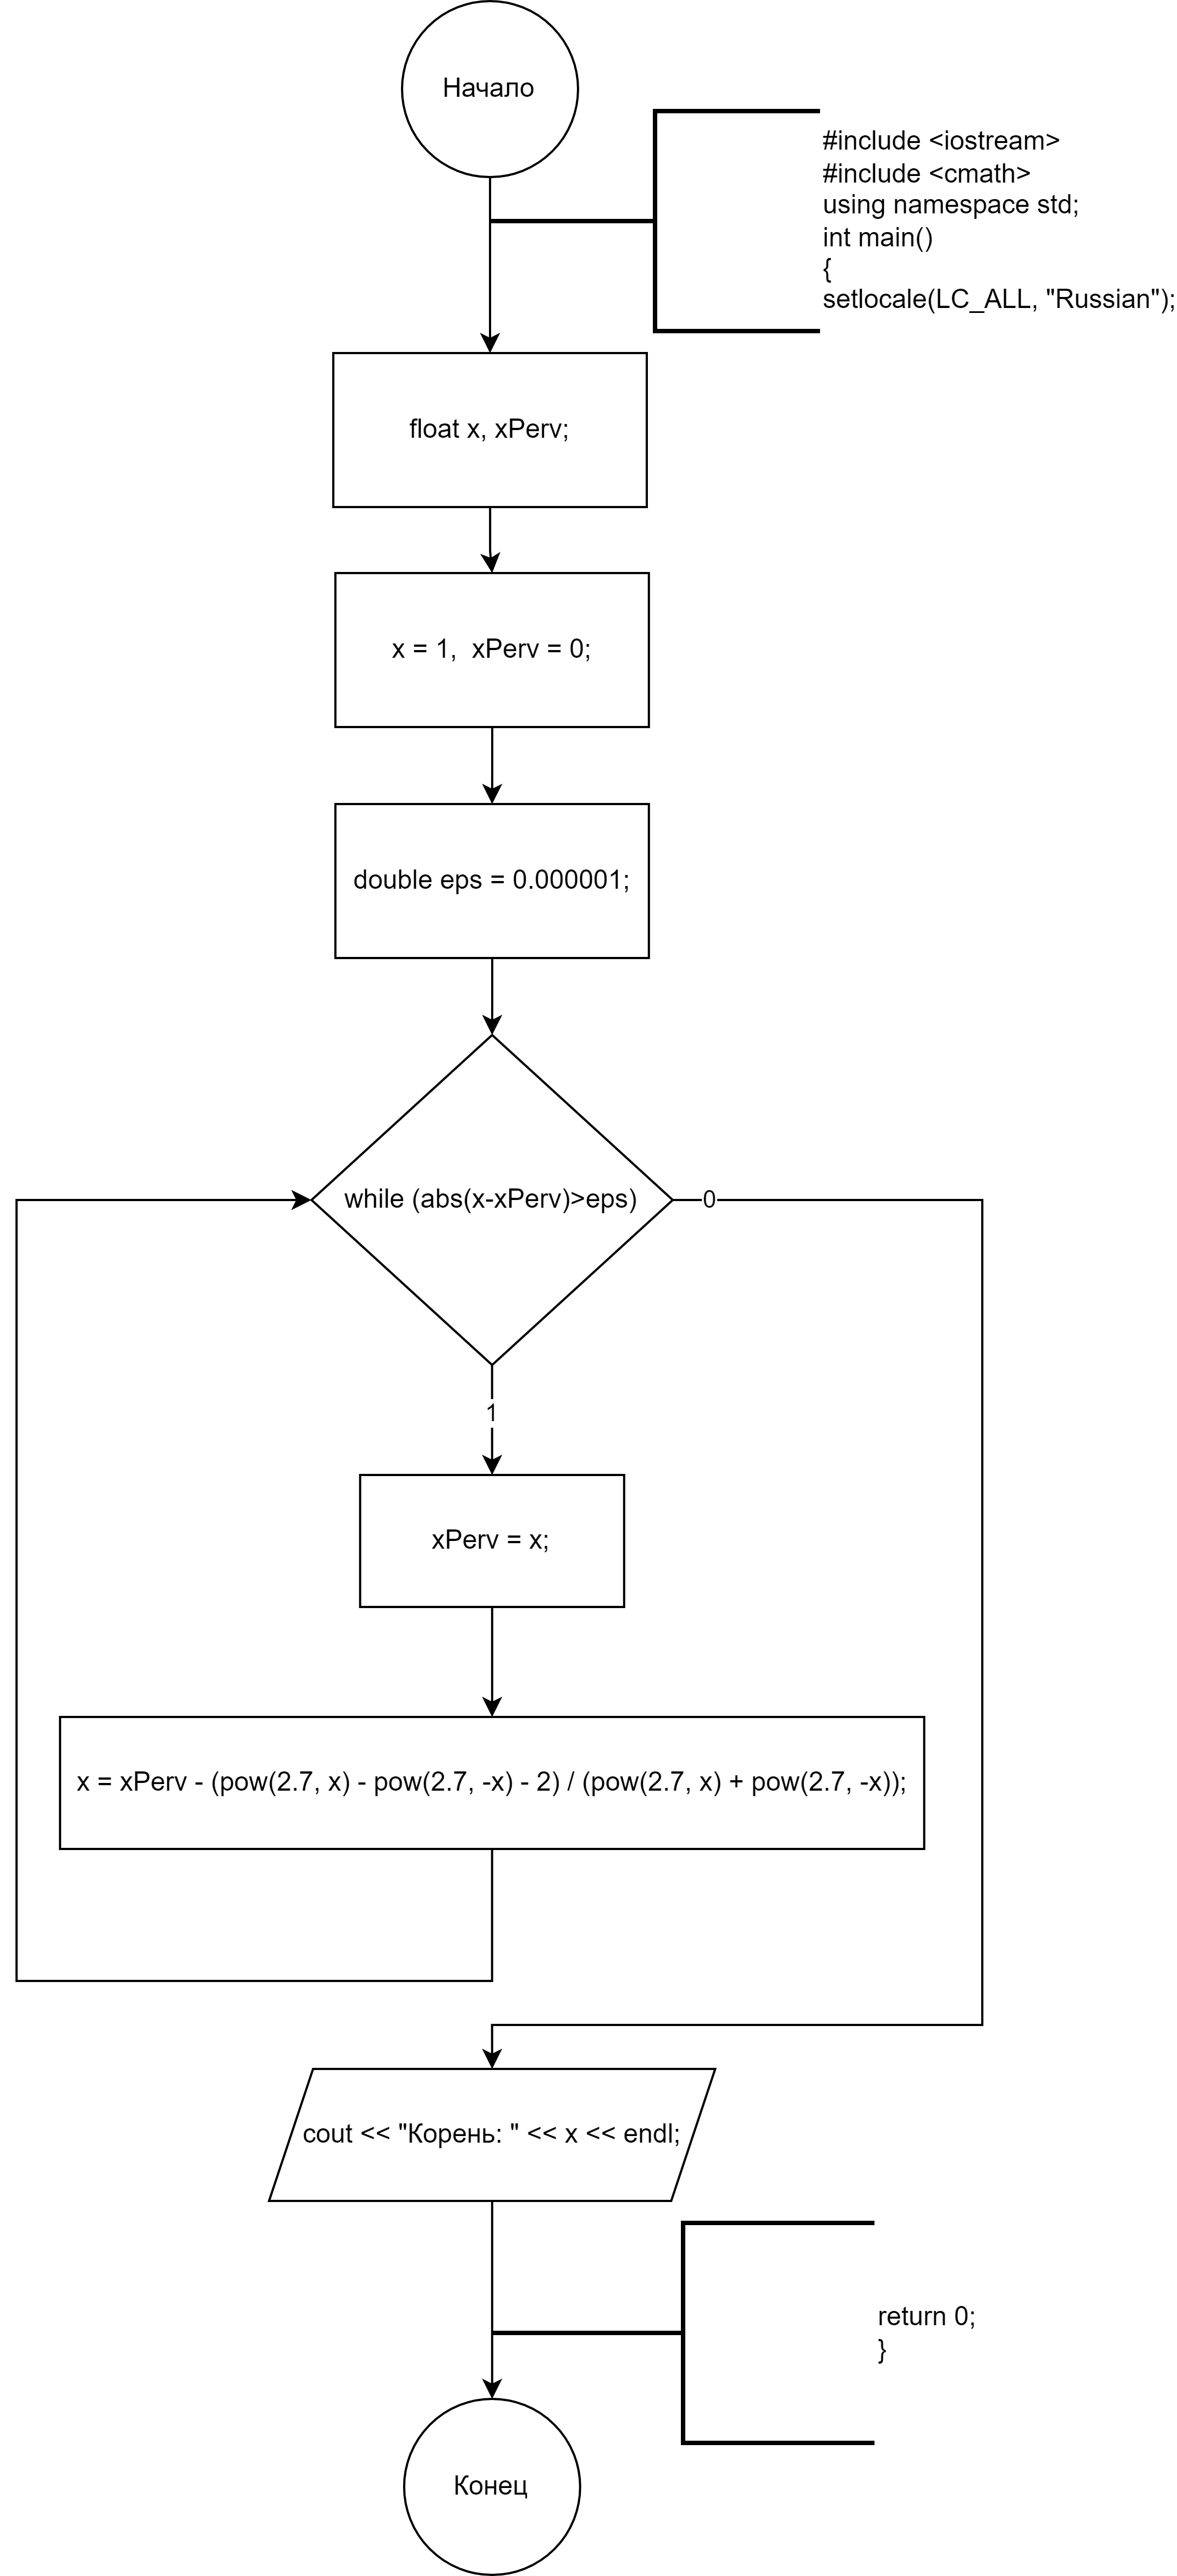 Начало
#include <iostream>
#include <cmath>
using namespace std;
int main()
{
setlocale(LC_ALL, "Russian");
float x, xPerv;
x = 1,  xPerv = 0;
double eps = 0.000001;
while (abs(x-xPerv)>eps)
0
1
xPerv = x;
x = xPerv - (pow(2.7, x) - pow(2.7, -x) - 2) / (pow(2.7, x) + pow(2.7, -x));
cout << "Корень: " << x << endl;
return 0;
}
Конец